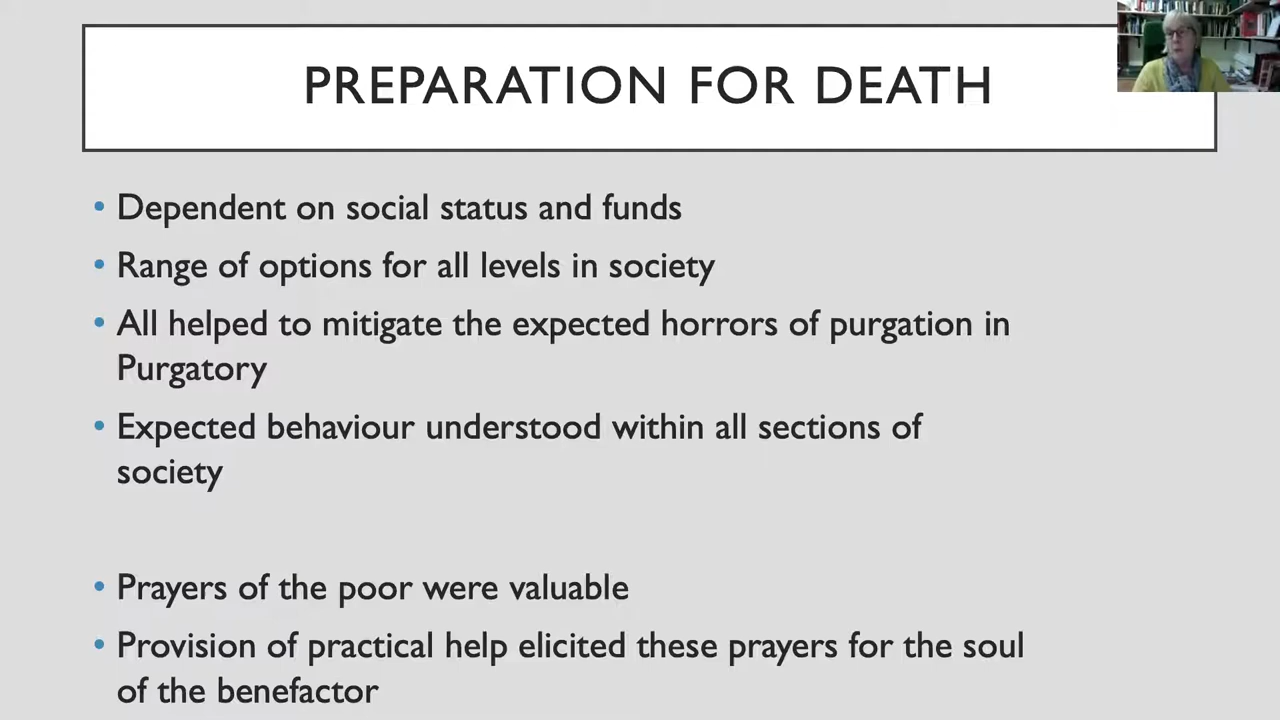 PREPARATION FOR DEATH
• Dependent on social status and funds
• Range of options for all levels in society
• All helped to mitigate the expected horrors of purgation in
Purgatory
• Expected behaviour understood within all sections of
society
• Prayers of the poor were valuable
• Provision of practical help elicited these prayers for the soul
of the benefactor